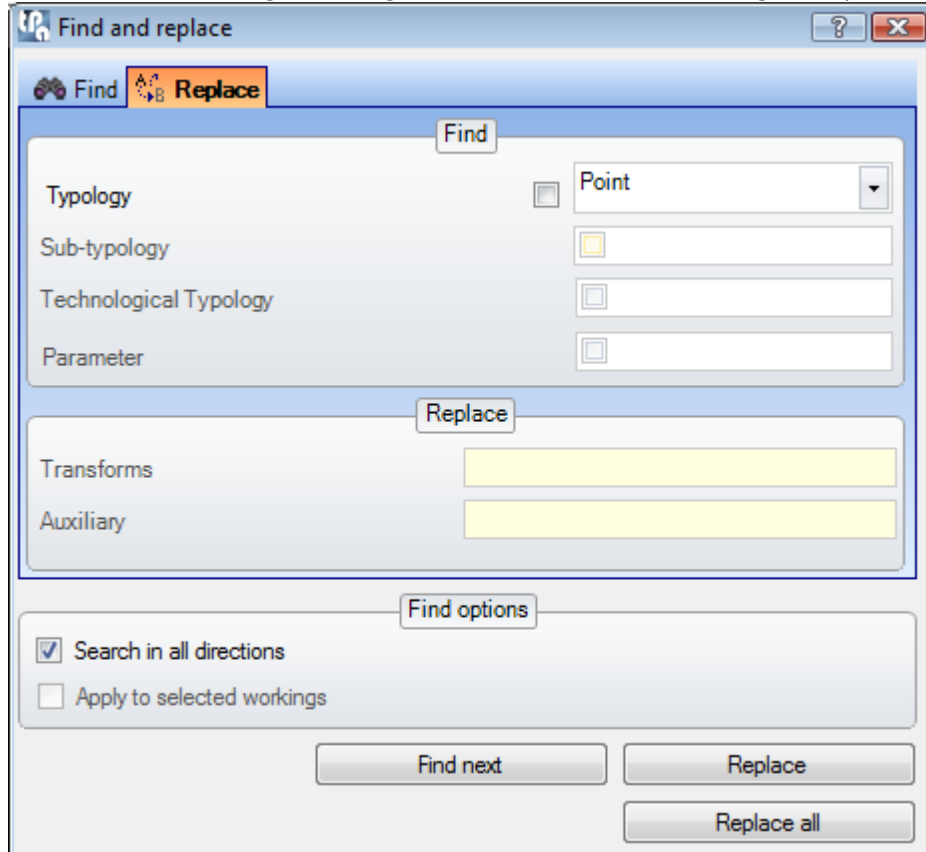 Find and replace
Find Replace
Find
Typology Point
Sub-typology
Technological Typology
Parameter
Replace
Transforms
Auxiliary
Find options
Search in all directions
Apply to selected workings
Find next Replace
Replace all